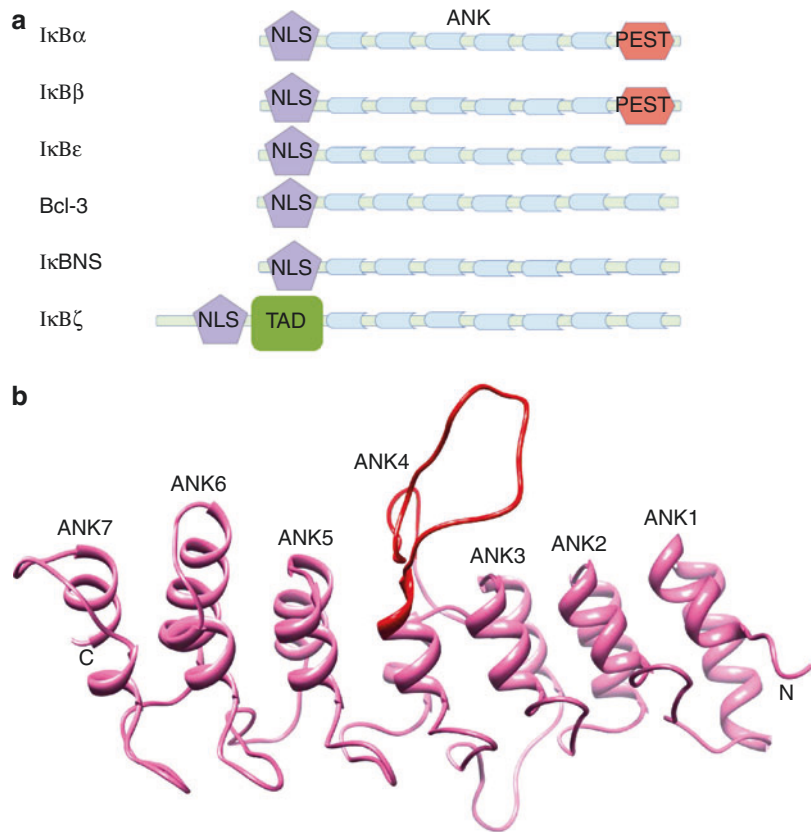 a
ANK
IκBα NLS PEST
IκBβ NLS PEST
IκBε NLS
Bcl-3 NLS
IκBNS NLS
IκBζ NLS TAD
b
ANK4
ANK6
ANK7 ANK5 ANK3 ANK2 ANK1
C N